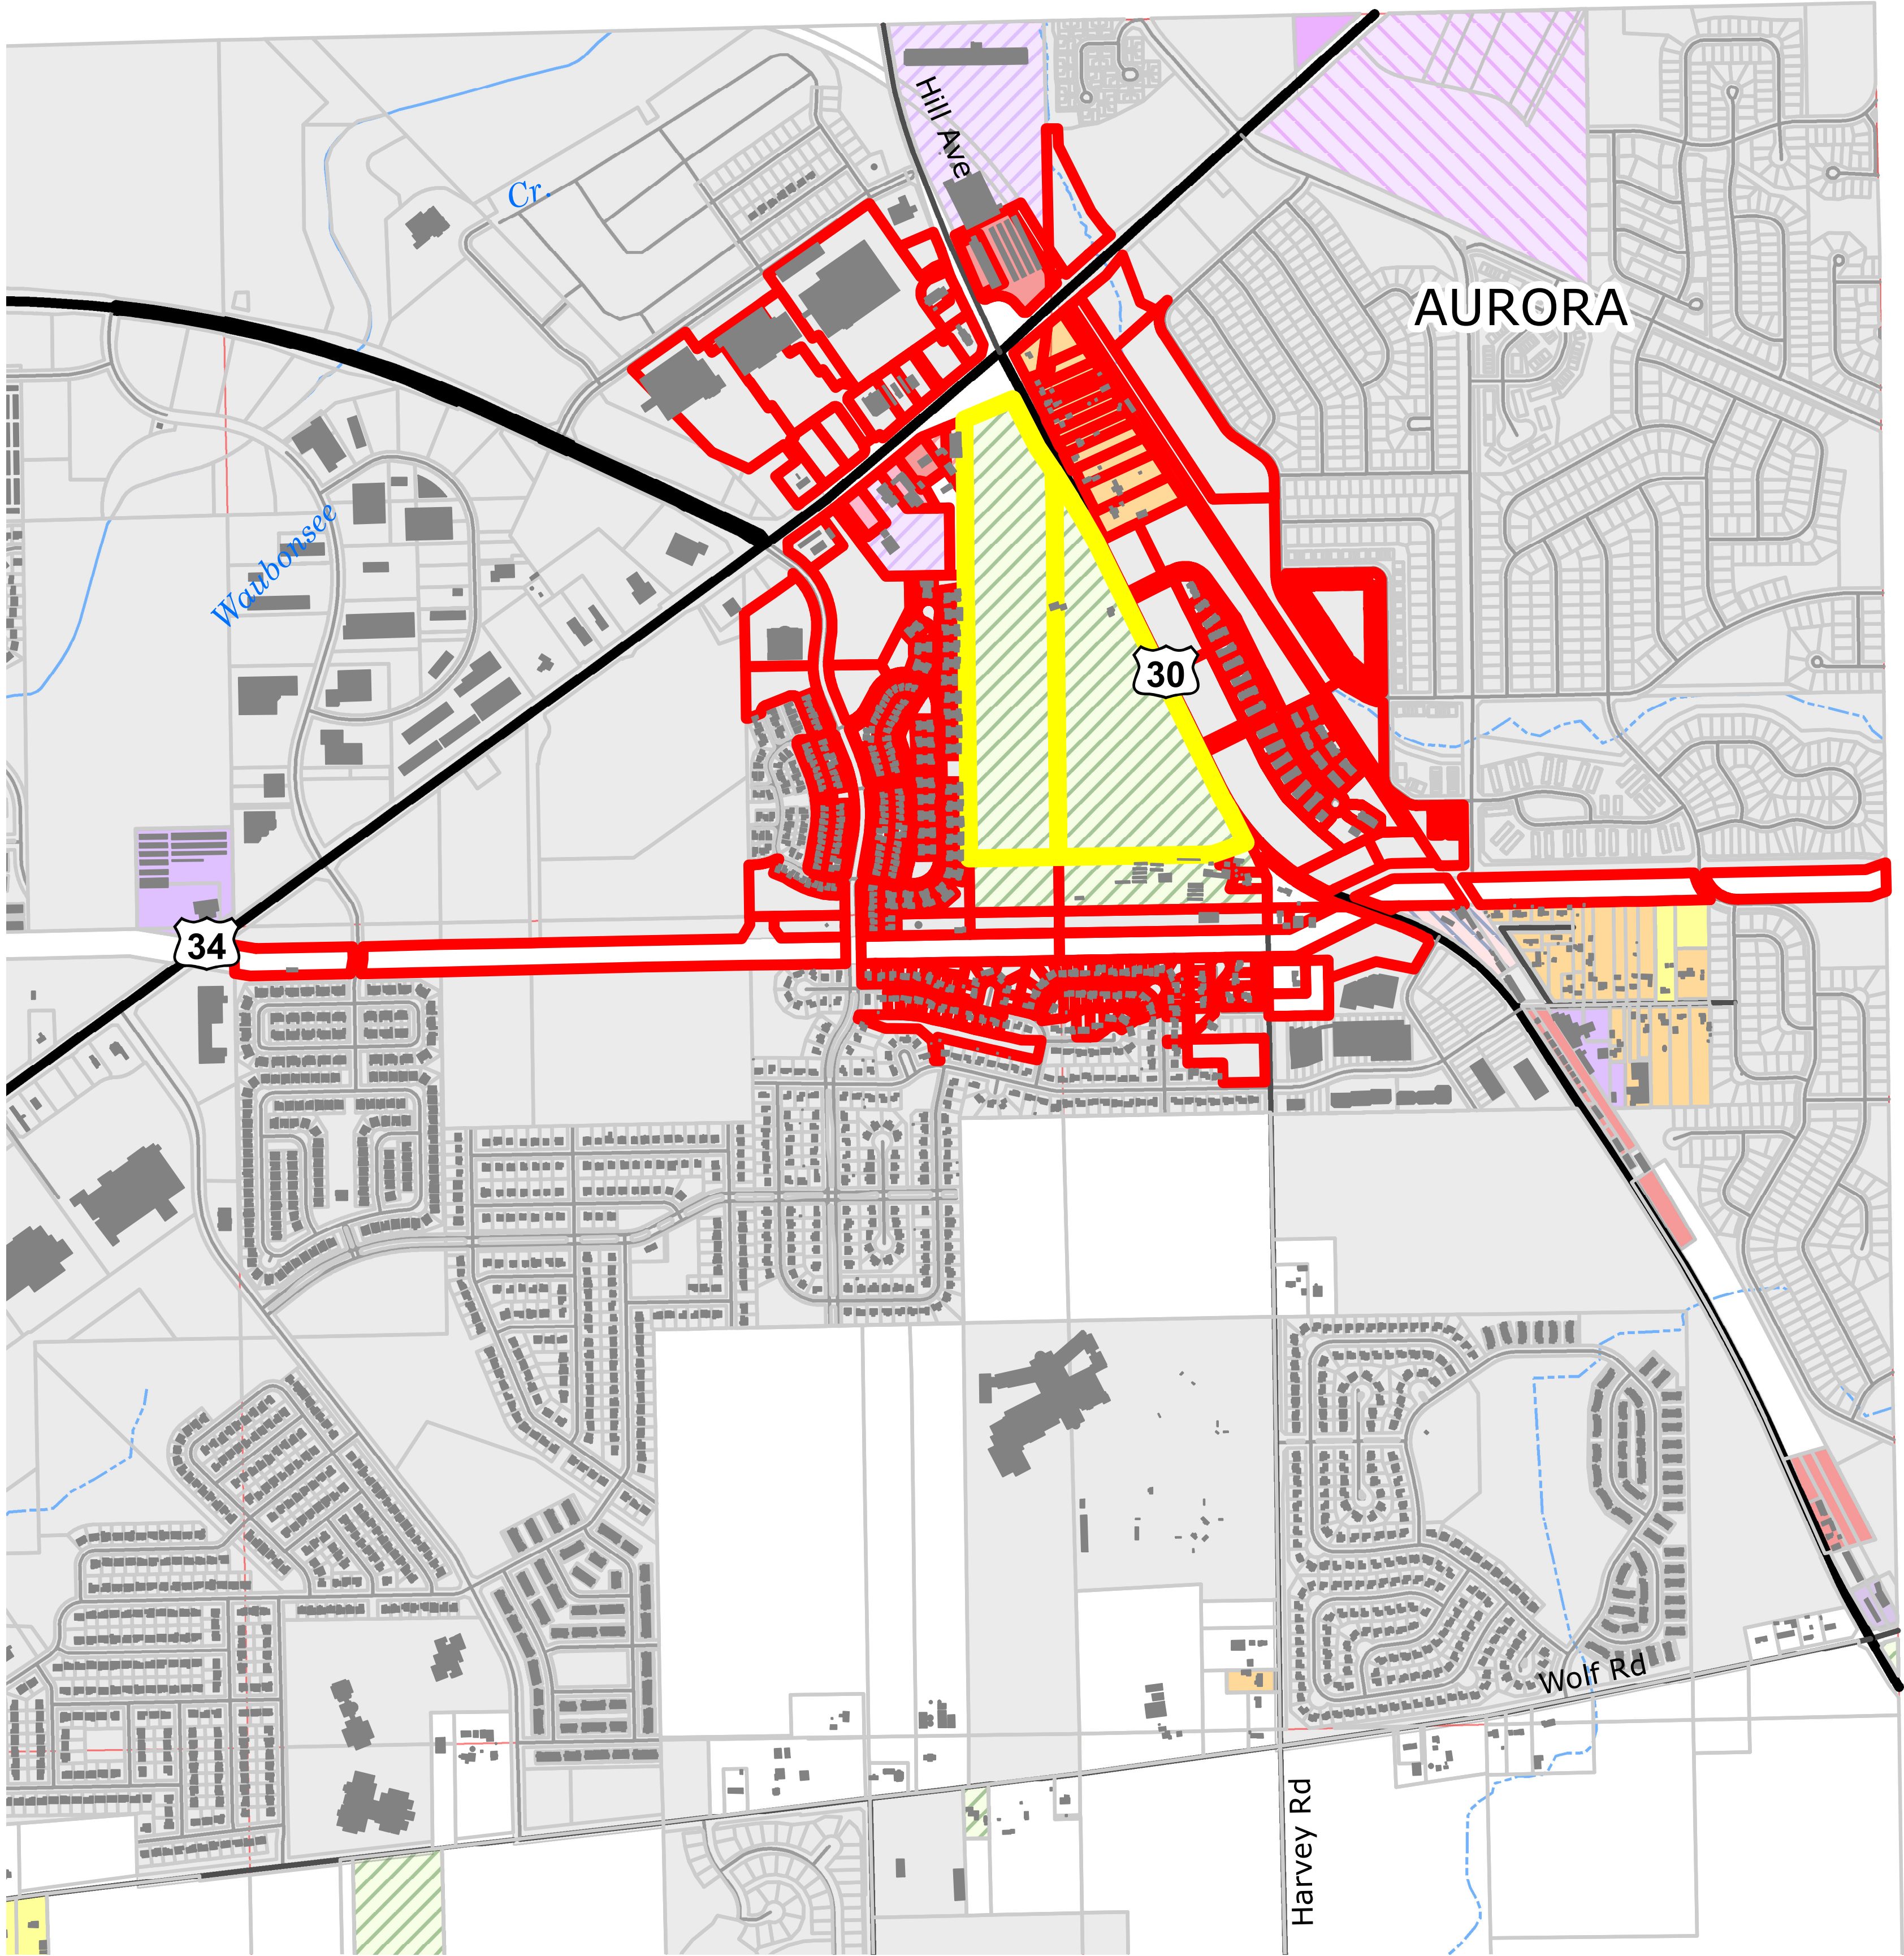 Hill Ave
Cr.
AURORA
Waubonsee
30
34
Wolf Rd
Harvey Rd